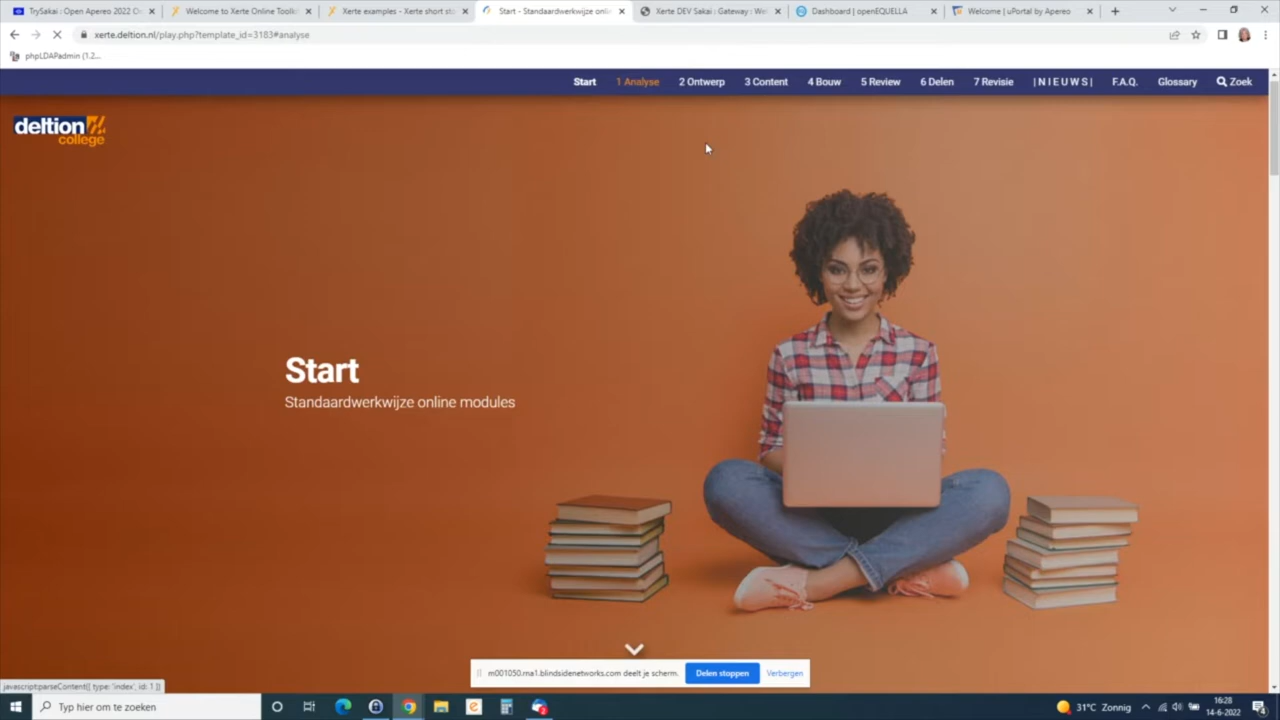 TrySakai : Open Apereo 2022 O
Welcome to Xerte Online Toolki
Xerte examples - Xerte short st
Start - Standaardwerkwijze onli
Xerte DEV Sakai : Gateway : We
Dashboard | openEQUELLA
Welcome | uPortal by Apereo
xerte.deltion.nl/play.php?template_id=3183#analyse
phpLDAPadmin (1.2...
Start
1 Analyse
2 Ontwerp
3 Content
4 Bouw
5 Review
6 Delen
7 Revisie
| N I E U W S |
F.A.Q.
Glossary
Zoek
deltion
college
Start
Standaardwerkwijze online modules
m001050.rna1.blindsidenetworks.com deelt je scherm.
Delen stoppen
Verbergen
javascript:parseContent({ type: 'index', id: 1 })
Typ hier om te zoeken
31°C Zonnig
16:28
14-6-2022